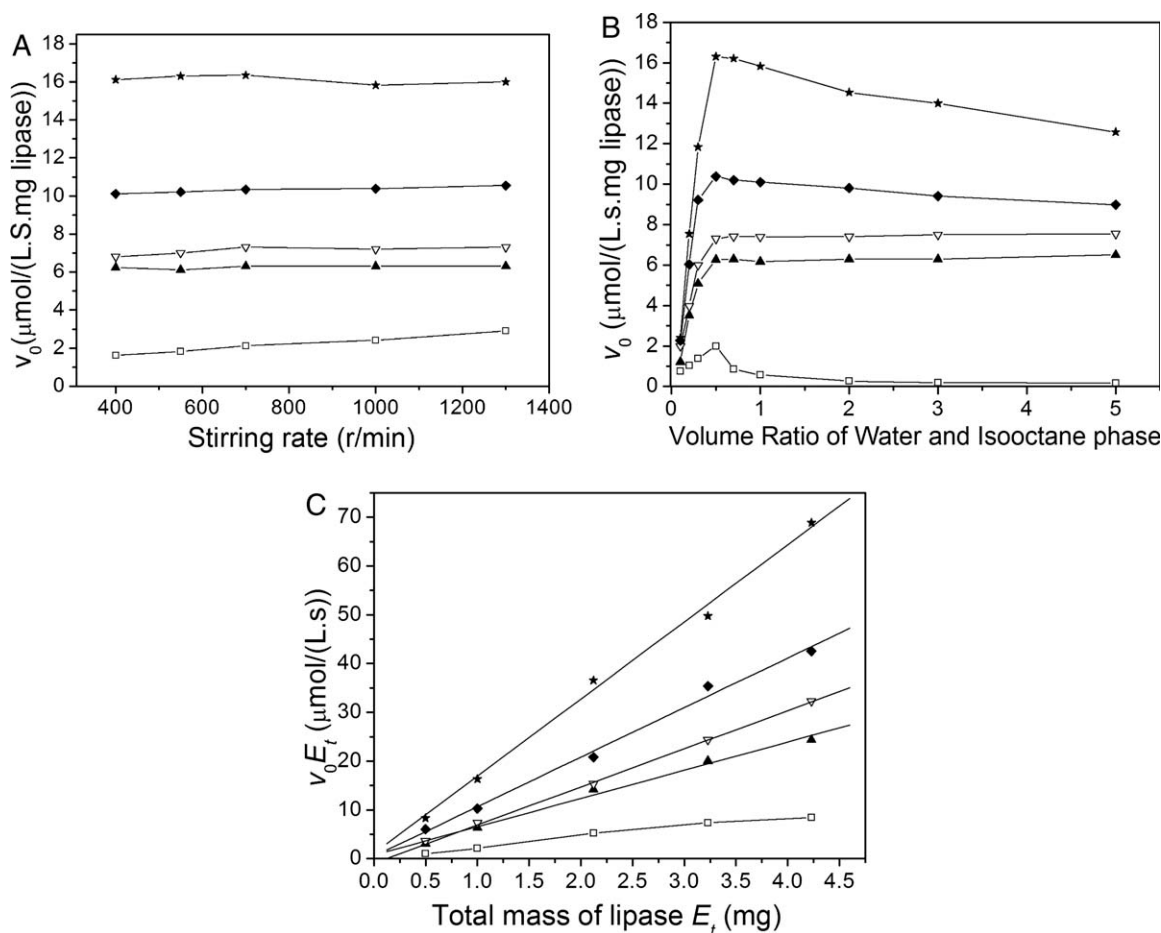 A
18
16
14
12
10
8
6
4
2
0
400 600 800 1000 1200 1400
Stirring rate (r/min)
v₀(μmol/(L.S.mg lipase))
B
18
16
14
12
10
8
6
4
2
0
0 1 2 3 4 5
Volume Ratio of Water and Isooctane phase
v₀ (μmol/(L.s.mg lipase))
C
70
60
50
40
30
20
10
0
0.0 0.5 1.0 1.5 2.0 2.5 3.0 3.5 4.0 4.5
Total mass of lipase Eₜ (mg)
v₀Eₜ (μmol/(L.s))